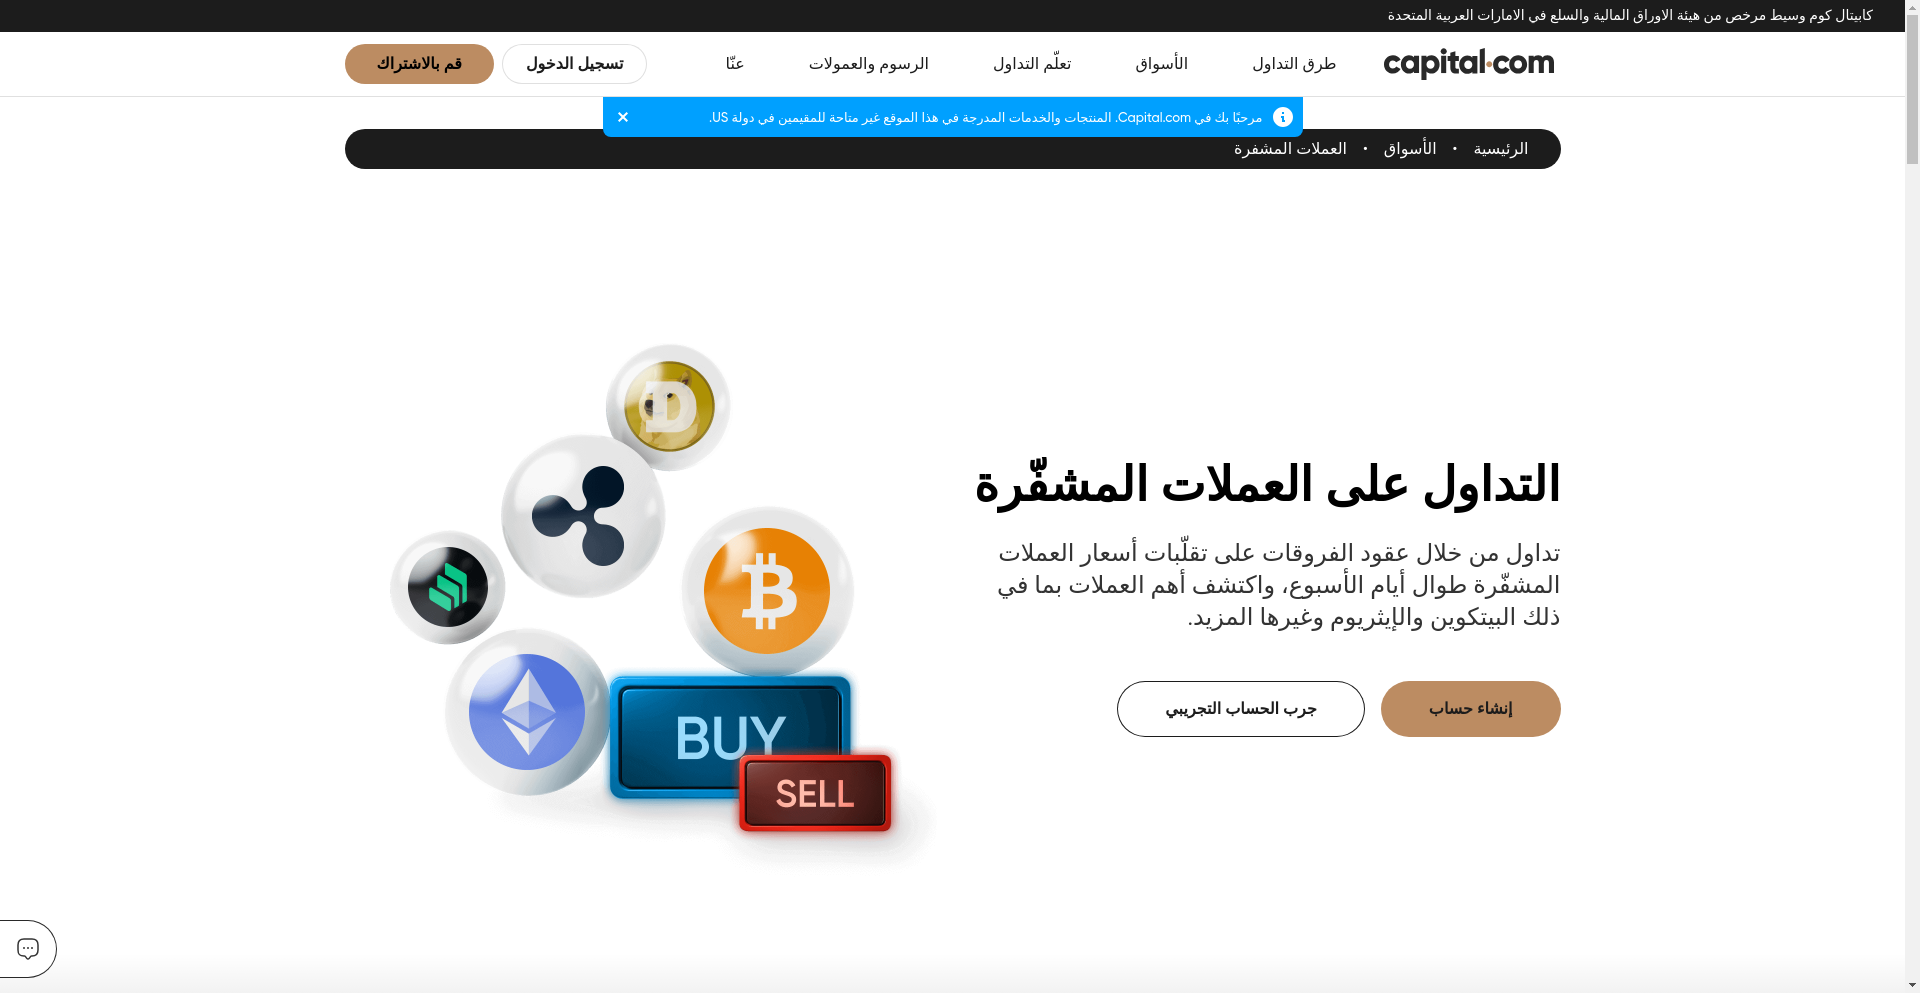 كابيتال كوم وسيط مرخص من هيئة الاوراق المالية والسلع في الامارات العربية المتحدة
capital.com
طرق التداول
الأسواق
تعلّم التداول
الرسوم والعمولات
عنّا
تسجيل الدخول
قم بالاشتراك
مرحبًا بك في Capital.com. المنتجات والخدمات المدرجة في هذا الموقع غير متاحة للمقيمين في دولة US.
الرئيسية • الأسواق • العملات المشفرة
التداول على العملات المشفّرة
تداول من خلال عقود الفروقات على تقلّبات أسعار العملات
المشفّرة طوال أيام الأسبوع، واكتشف أهم العملات بما في
ذلك البيتكوين والإيثريوم وغيرها المزيد.
إنشاء حساب
جرب الحساب التجريبي
BUY
SELL